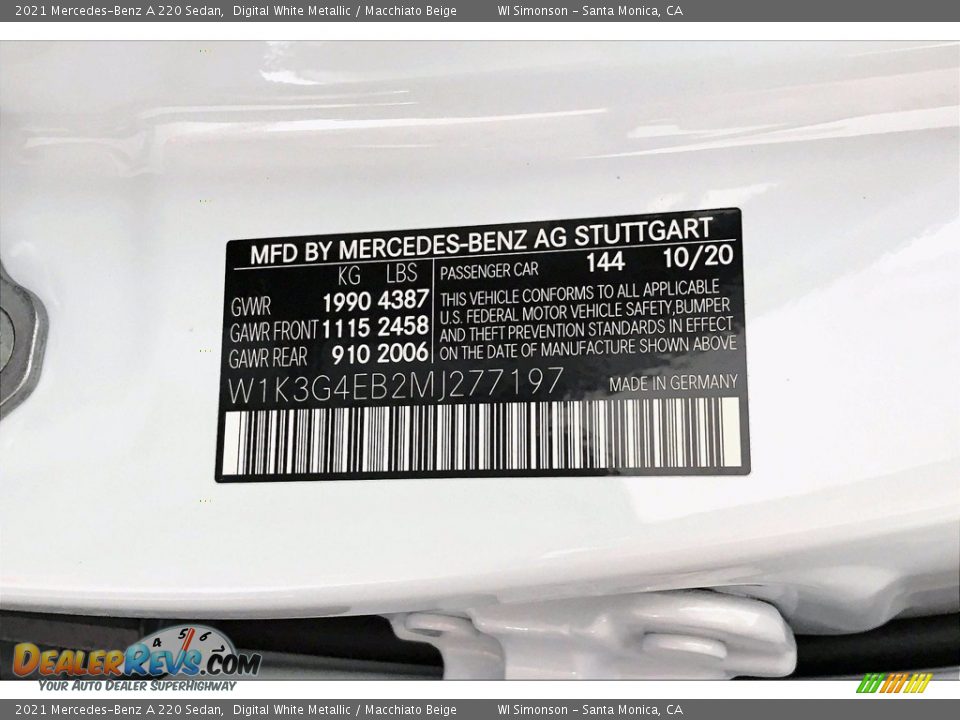 2021 Mercedes-Benz A 220 Sedan, Digital White Metallic / Macchiato Beige WI Simonson - Santa Monica, CA
MFD BY MERCEDES-BENZ AG STUTTGART
KG LBS
GVWR 1990 4387
GAWR FRONT 1115 2458
GAWR REAR 910 2006
PASSENGER CAR 144 10/20
THIS VEHICLE CONFORMS TO ALL APPLICABLE
U.S. FEDERAL MOTOR VEHICLE SAFETY, BUMPER
AND THEFT PREVENTION STANDARDS IN EFFECT
ON THE DATE OF MANUFACTURE SHOWN ABOVE
W1K3G4EB2MJ277197 MADE IN GERMANY
4 5 6
DEALERREVS.COM
YOUR AUTO DEALER SUPERHIGHWAY
2021 Mercedes-Benz A 220 Sedan, Digital White Metallic / Macchiato Beige WI Simonson - Santa Monica, CA